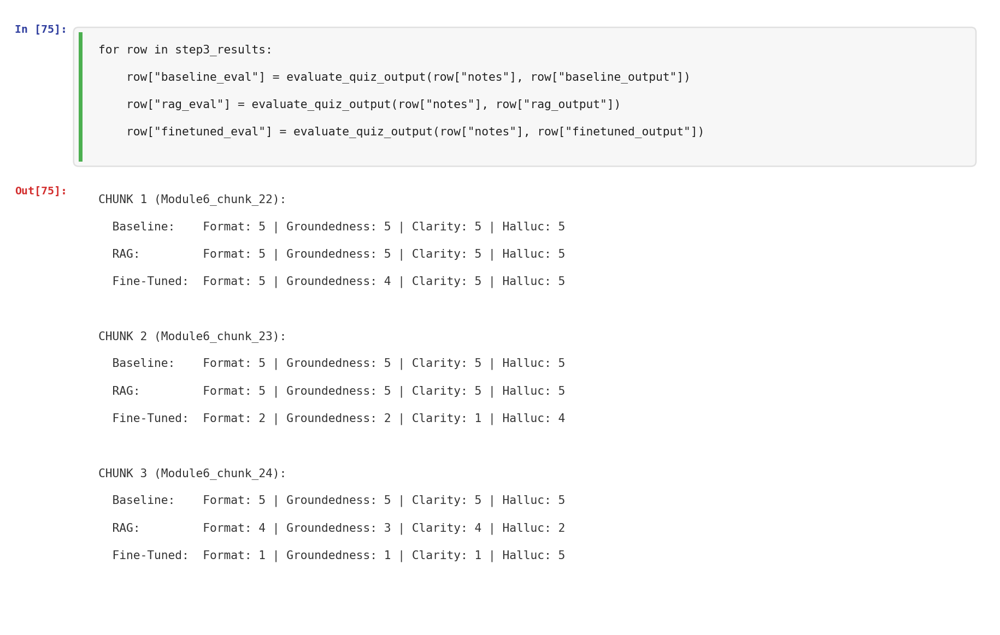 In [75]:
for row in step3_results:
    row["baseline_eval"] = evaluate_quiz_output(row["notes"], row["baseline_output"])
    row["rag_eval"] = evaluate_quiz_output(row["notes"], row["rag_output"])
    row["finetuned_eval"] = evaluate_quiz_output(row["notes"], row["finetuned_output"])
Out[75]:
CHUNK 1 (Module6_chunk_22):
  Baseline:    Format: 5 | Groundedness: 5 | Clarity: 5 | Halluc: 5
  RAG:         Format: 5 | Groundedness: 5 | Clarity: 5 | Halluc: 5
  Fine-Tuned:  Format: 5 | Groundedness: 4 | Clarity: 5 | Halluc: 5
CHUNK 2 (Module6_chunk_23):
  Baseline:    Format: 5 | Groundedness: 5 | Clarity: 5 | Halluc: 5
  RAG:         Format: 5 | Groundedness: 5 | Clarity: 5 | Halluc: 5
  Fine-Tuned:  Format: 2 | Groundedness: 2 | Clarity: 1 | Halluc: 4
CHUNK 3 (Module6_chunk_24):
  Baseline:    Format: 5 | Groundedness: 5 | Clarity: 5 | Halluc: 5
  RAG:         Format: 4 | Groundedness: 3 | Clarity: 4 | Halluc: 2
  Fine-Tuned:  Format: 1 | Groundedness: 1 | Clarity: 1 | Halluc: 5